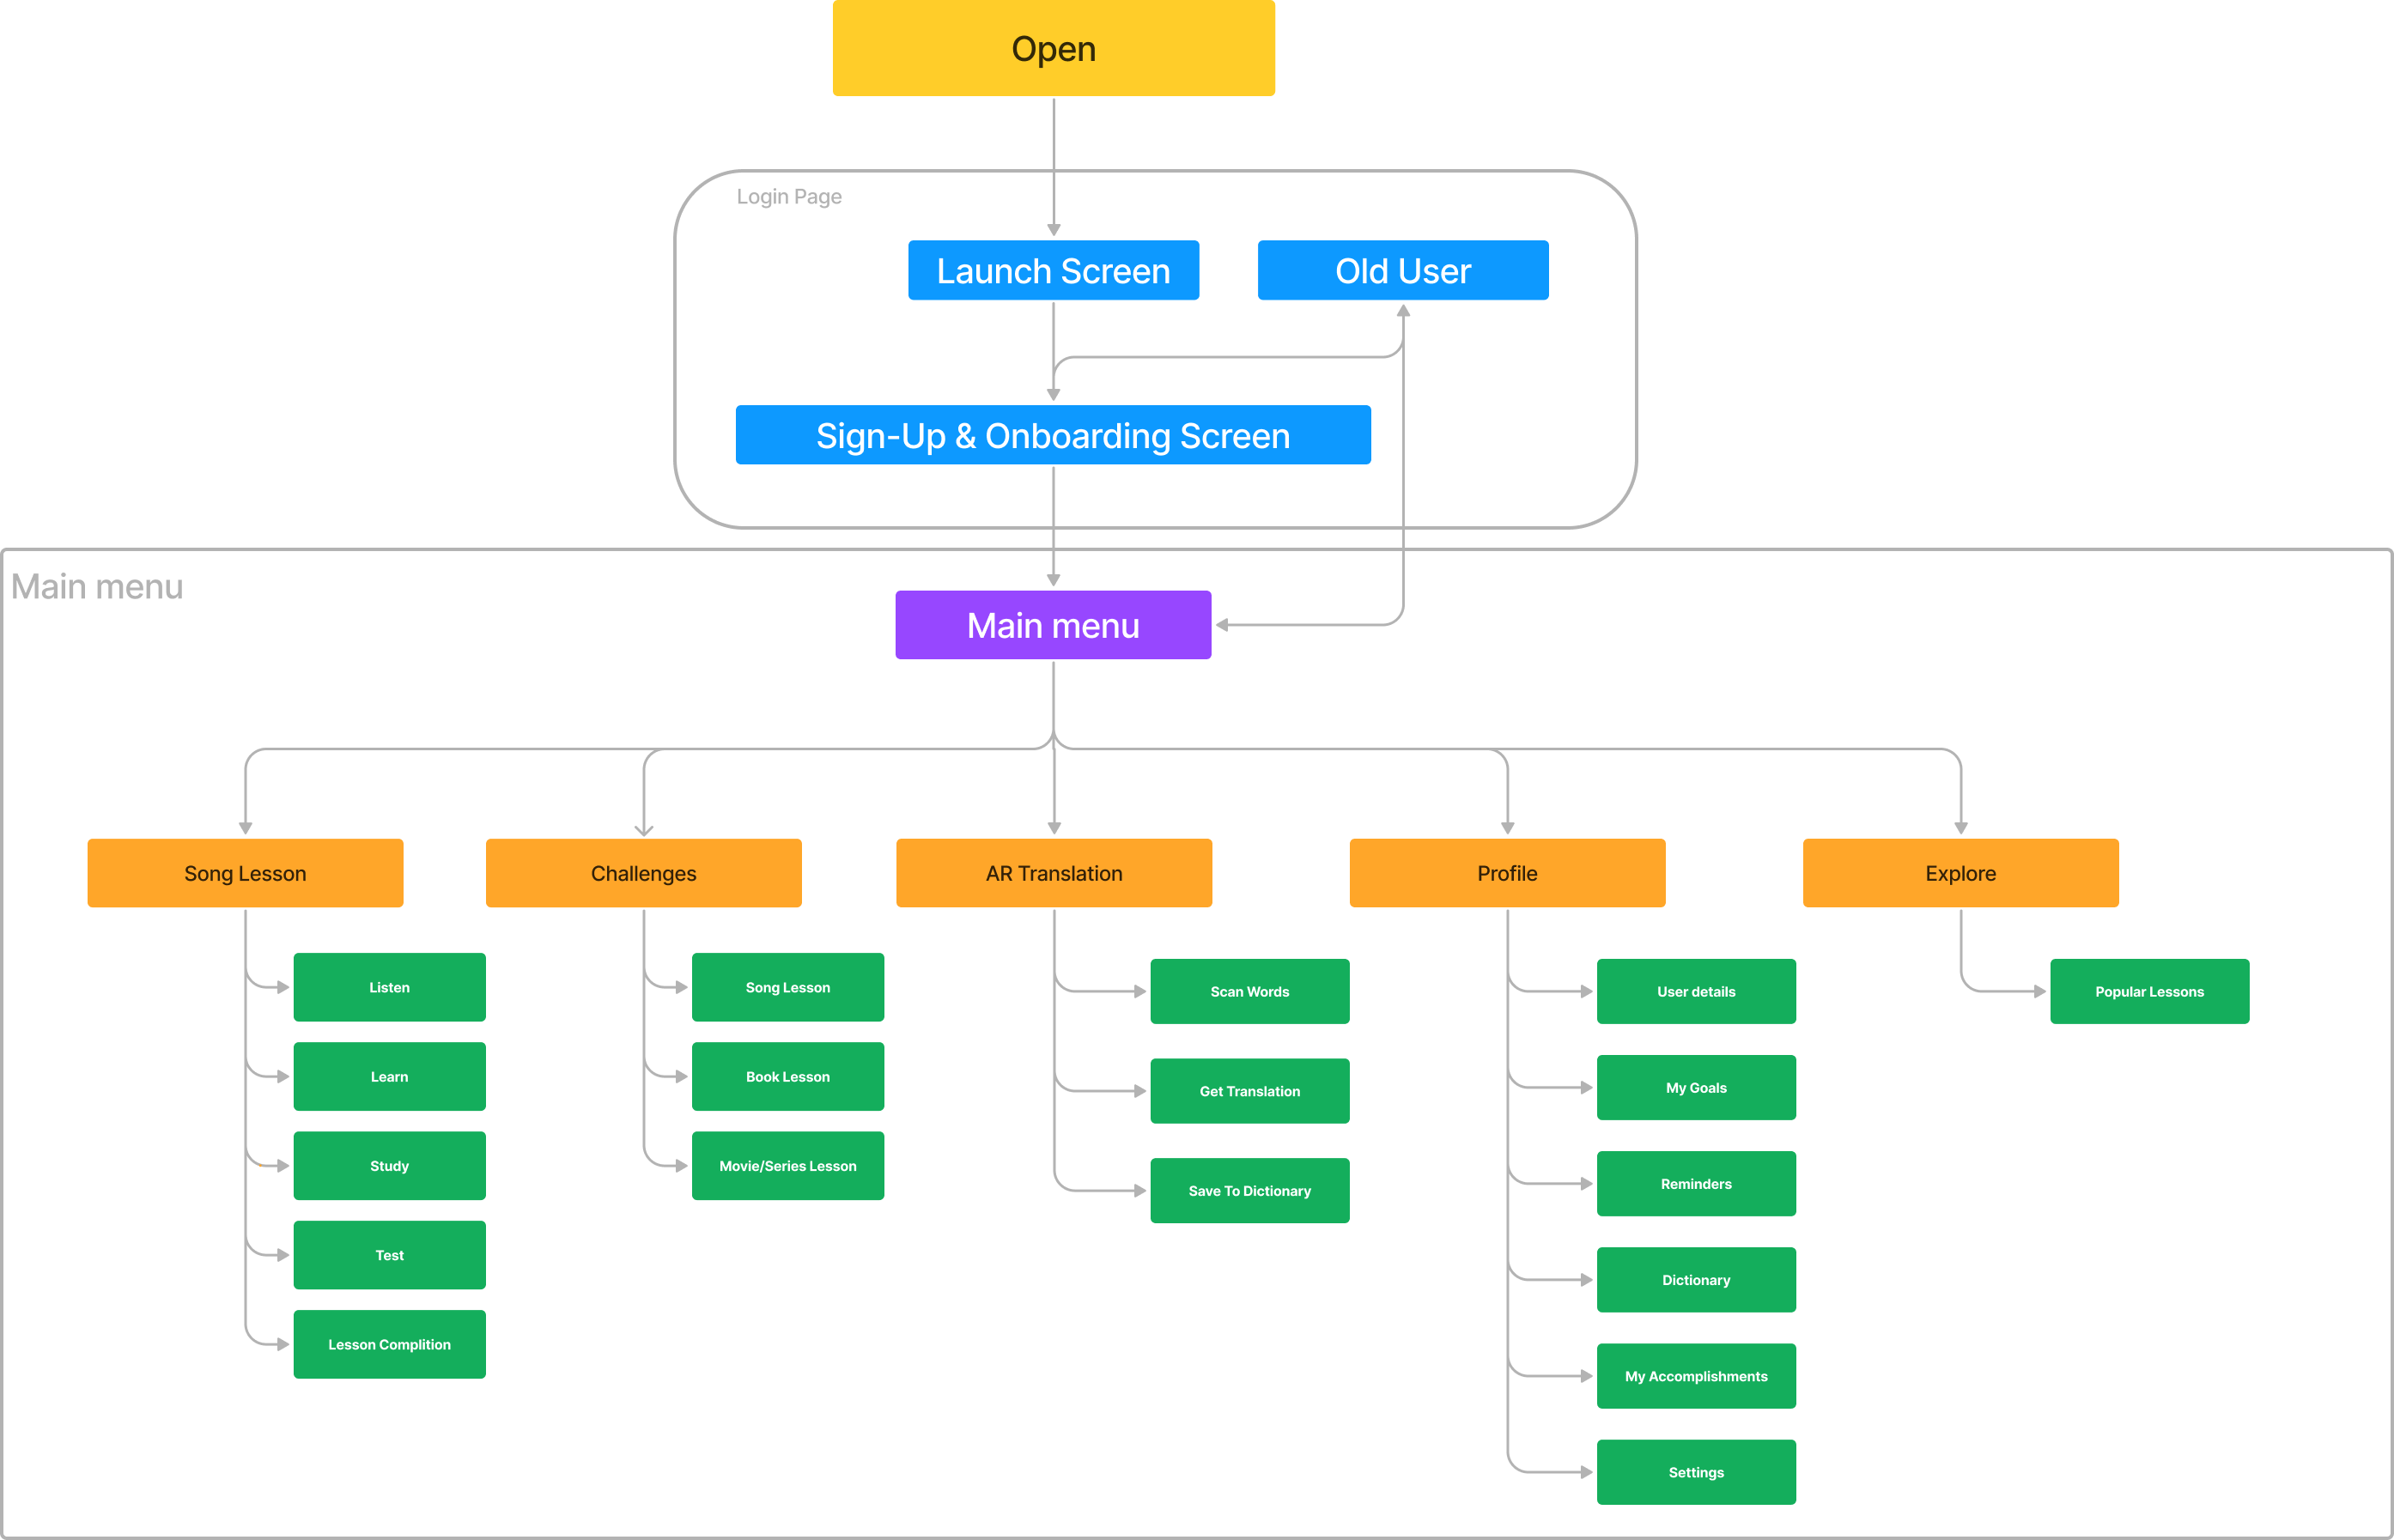 Open
Login Page
Launch Screen
Old User
Sign-Up & Onboarding Screen
Main menu
Main menu
Song Lesson
Challenges
AR Translation
Profile
Explore
Listen
Learn
Study
Test
Lesson Complition
Song Lesson
Book Lesson
Movie/Series Lesson
Scan Words
Get Translation
Save To Dictionary
User details
My Goals
Reminders
Dictionary
My Accomplishments
Settings
Popular Lessons